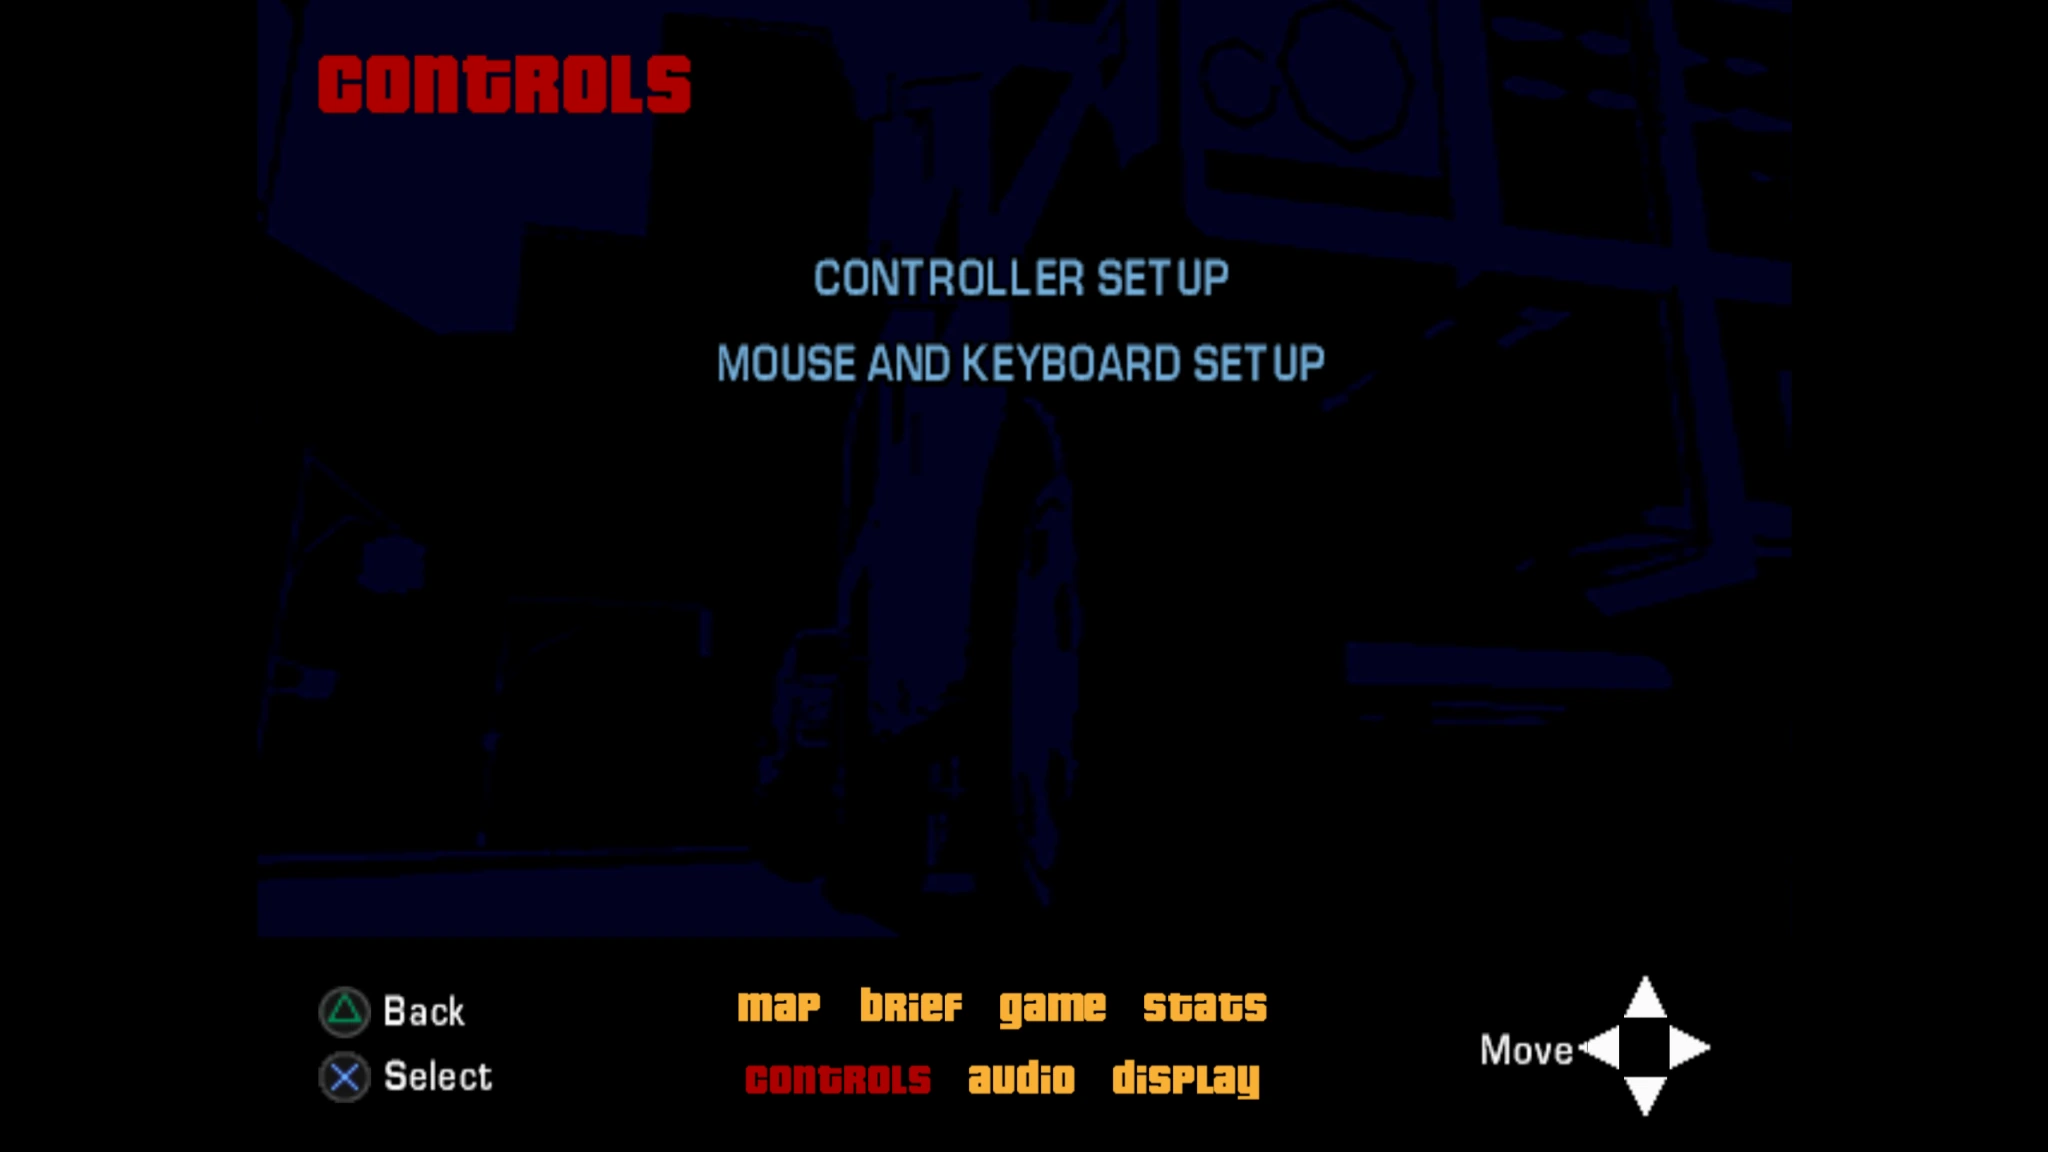 CONTROLS
CONTROLLER SETUP
MOUSE AND KEYBOARD SETUP
Back
map brief game stats
Move
Select
CONTROLS audio display